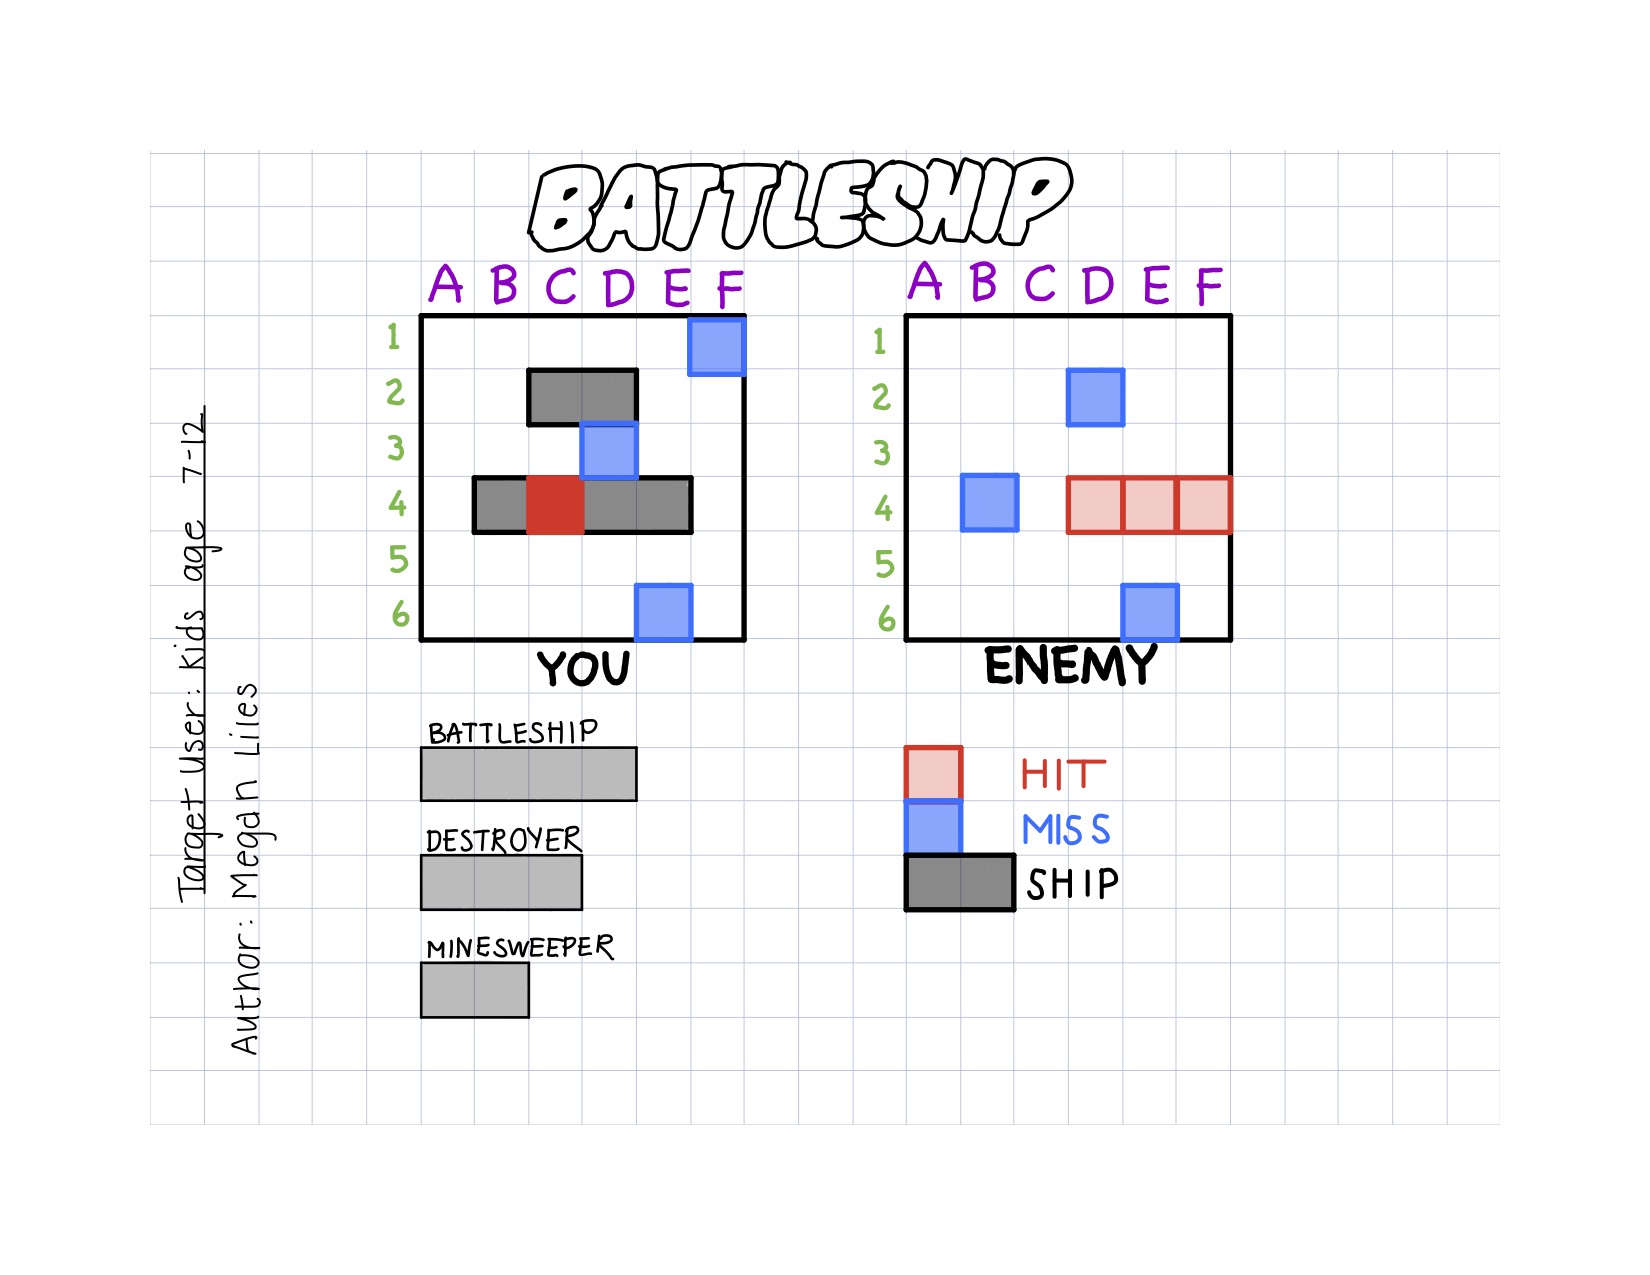 BATTLESHIP
A B C D E F
1
2
3
4
5
6
YOU
A B C D E F
1
2
3
4
5
6
ENEMY
BATTLESHIP
DESTROYER
MINESWEEPER
HIT
MISS
SHIP
Target User: Kids age 7-12
Author: Megan Liles